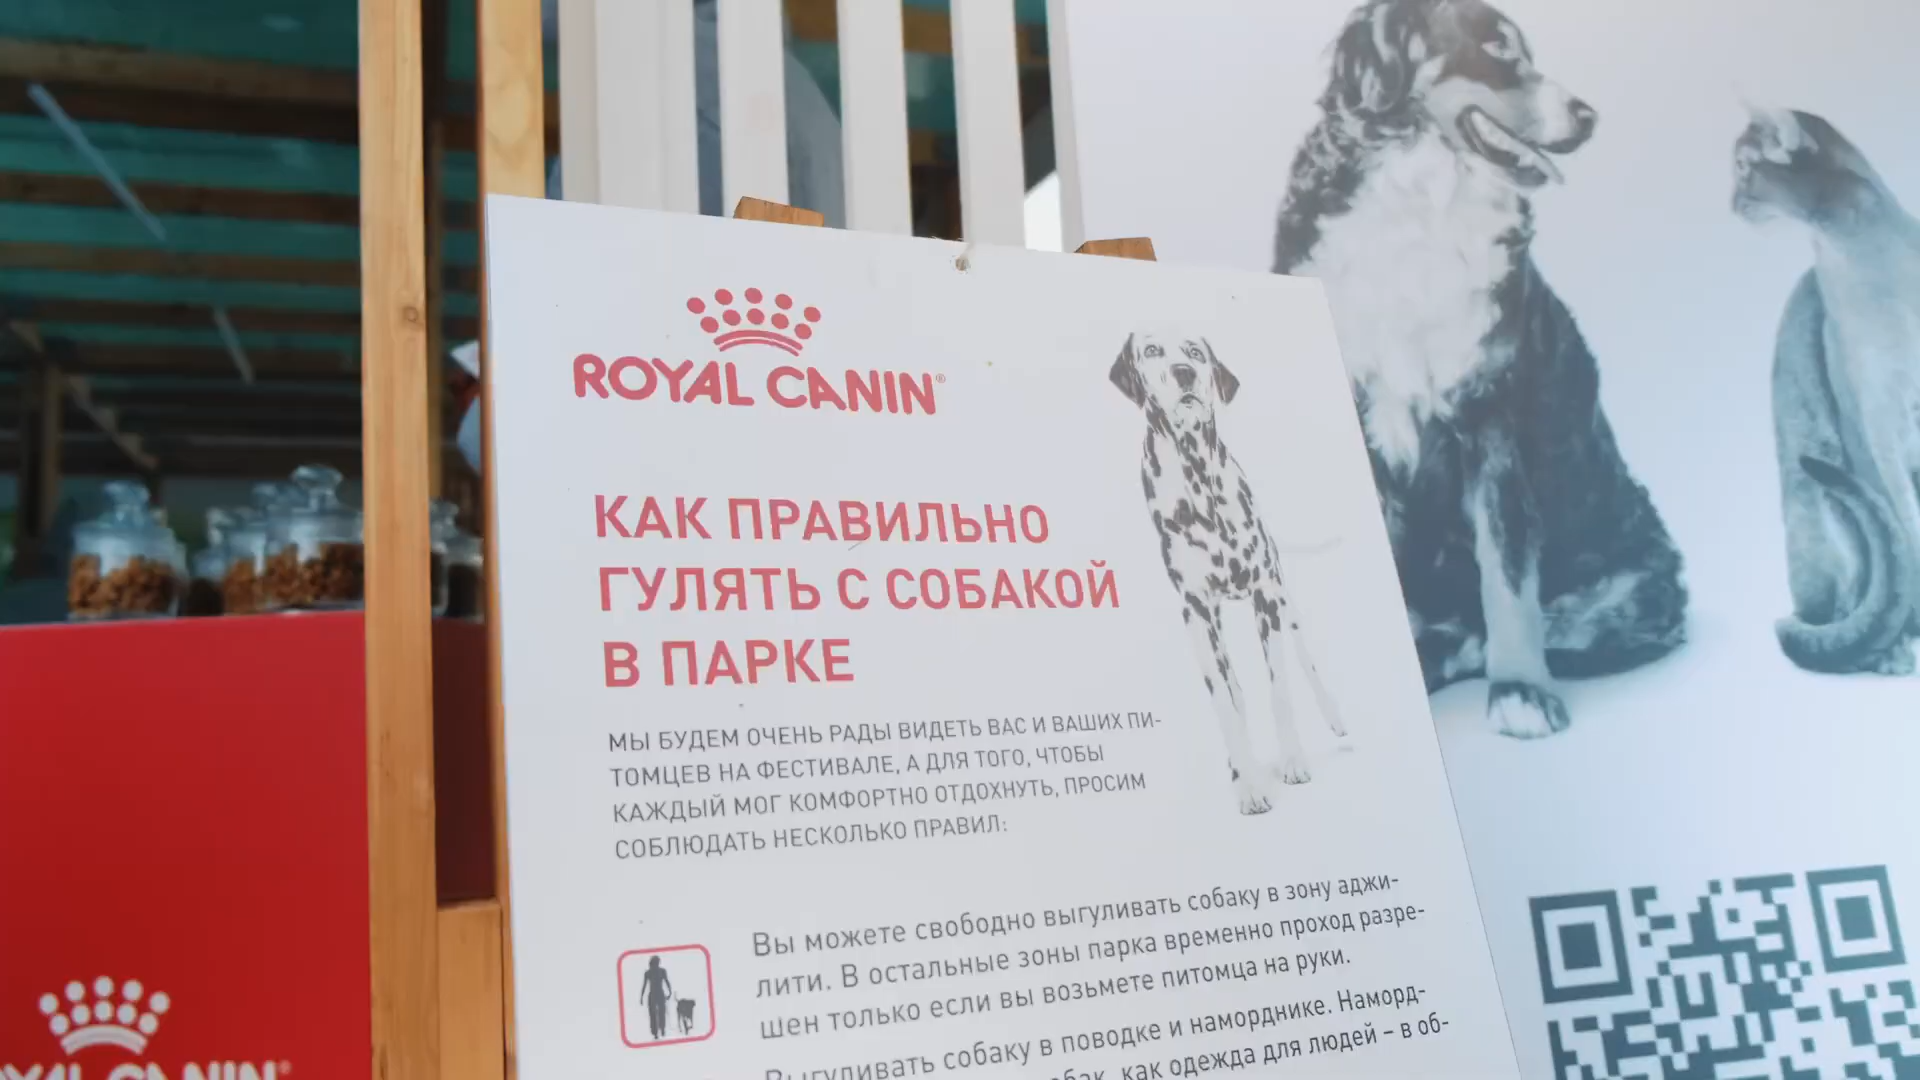 ROYAL CANIN®
КАК ПРАВИЛЬНО
ГУЛЯТЬ С СОБАКОЙ
В ПАРКЕ
МЫ БУДЕМ ОЧЕНЬ РАДЫ ВИДЕТЬ ВАС И ВАШИХ ПИ-
ТОМЦЕВ НА ФЕСТИВАЛЕ, А ДЛЯ ТОГО, ЧТОБЫ
КАЖДЫЙ МОГ КОМФОРТНО ОТДОХНУТЬ, ПРОСИМ
СОБЛЮДАТЬ НЕСКОЛЬКО ПРАВИЛ:
Вы можете свободно выгуливать собаку в зону аджи-
лити. В остальные зоны парка временно проход разре-
шен только если вы возьмете питомца на руки.
Выгуливать собаку в поводке и наморднике. Наморд-
как одежда для людей – в об-
CANIN